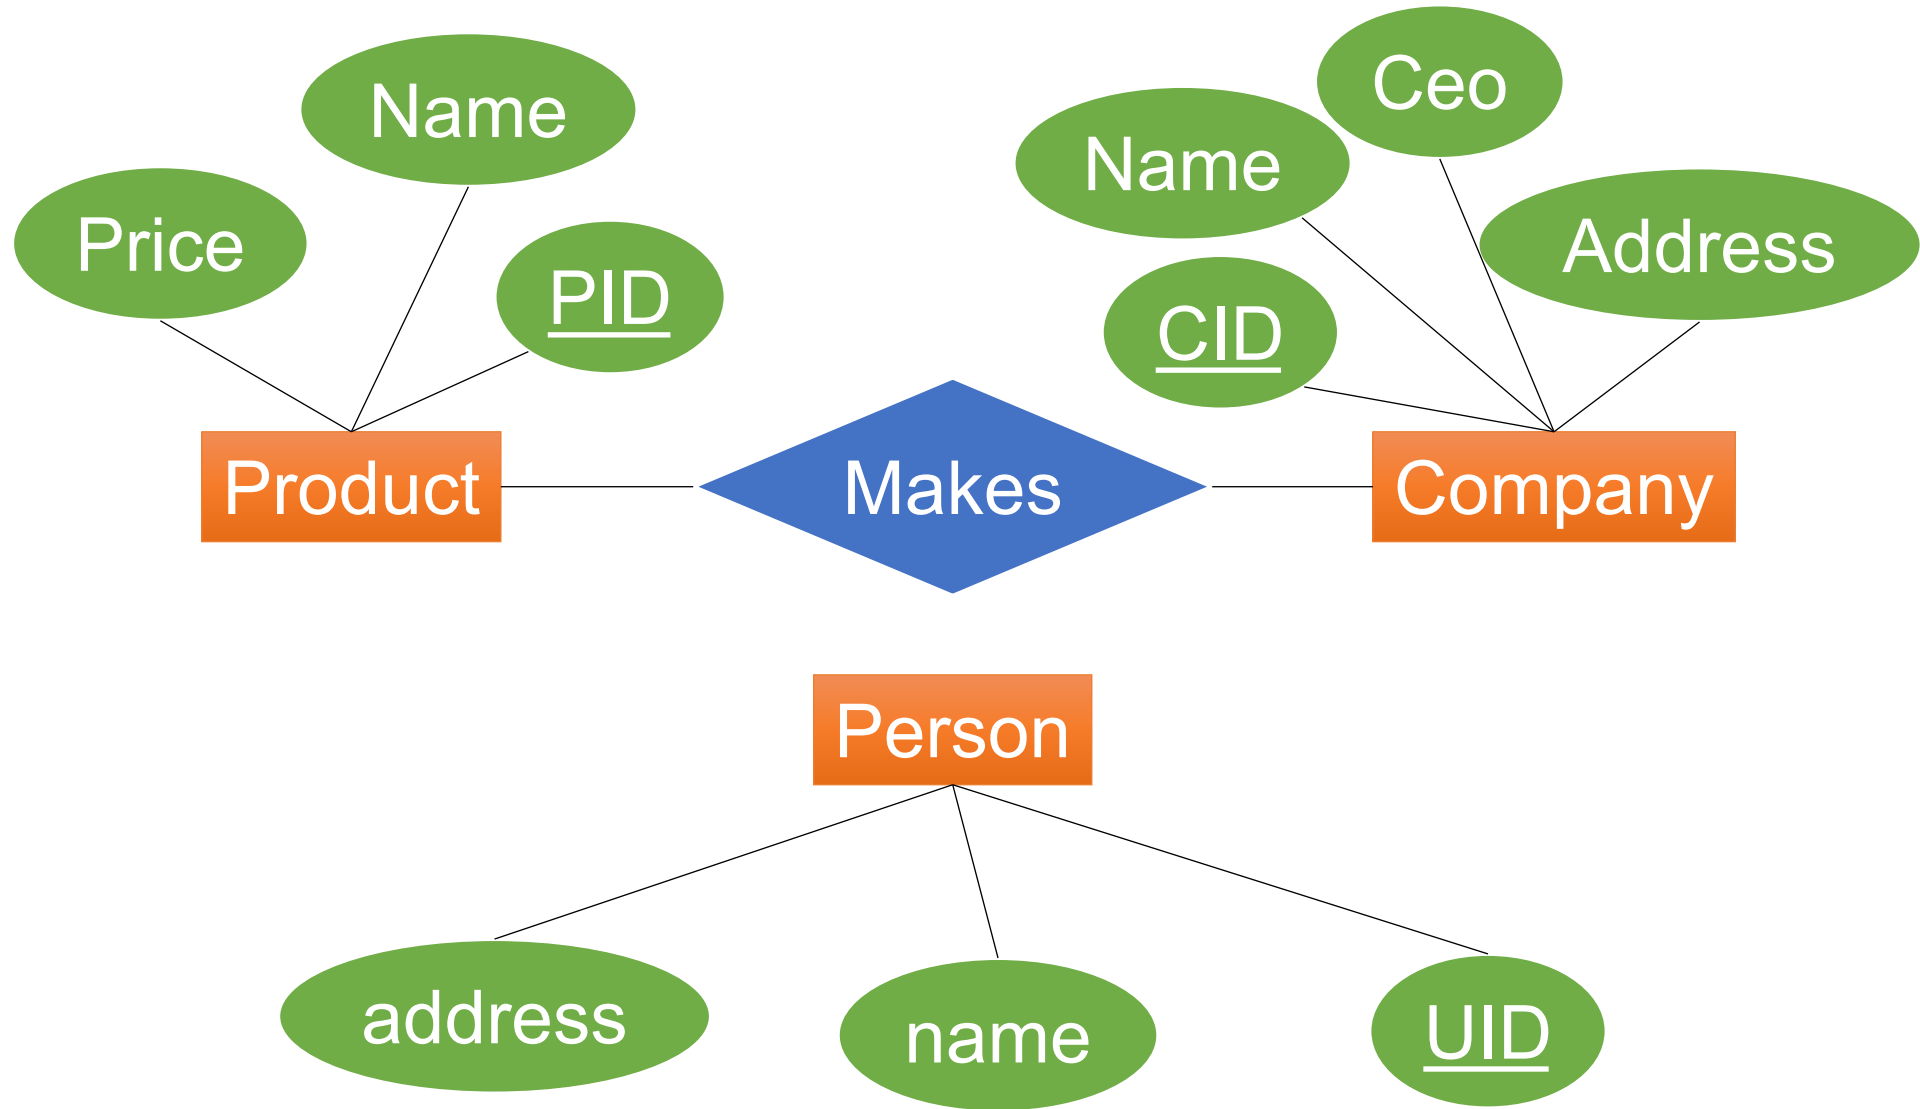 Ceo
Name
Name
Price
Address
PID
CID
Product
Makes
Company
Person
address
name
UID